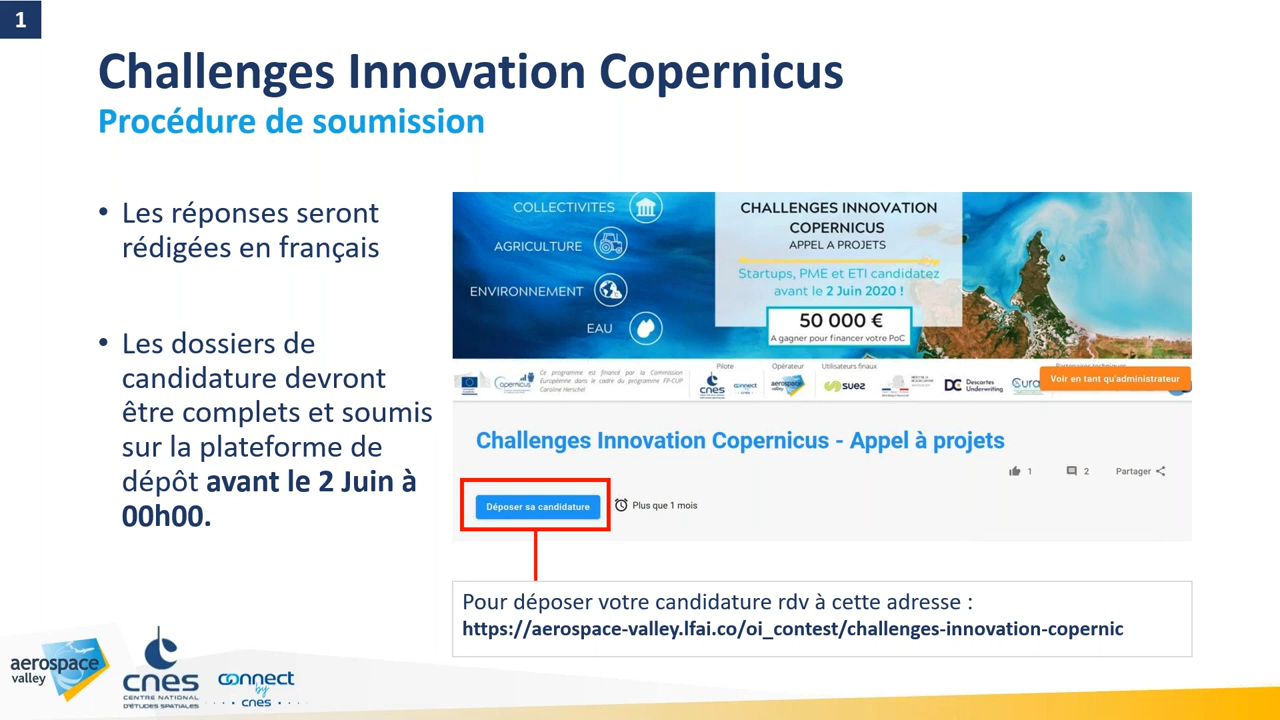 1
Challenges Innovation Copernicus
Procédure de soumission
• Les réponses seront
rédigées en français
• Les dossiers de
candidature devront
être complets et soumis
sur la plateforme de
dépôt avant le 2 Juin à
00h00.
COLLECTIVITES
AGRICULTURE
ENVIRONNEMENT
EAU
CHALLENGES INNOVATION
COPERNICUS
APPEL A PROJETS
Startups, PME et ETI candidatez
avant le 2 Juin 2020 !
50 000 €
A gagner pour financer votre PoC
Ce programme est financé par la Commission
Européenne dans le cadre du programme FP-CUP
Caroline Herschel
Pilote
Opérateur
Utilisateurs finaux
opernicus
cnes
connect
aerospace
valley
suez
Descartes
Underwriting
Voir en tant qu'administrateur
Challenges Innovation Copernicus - Appel à projets
1
2
Partager
Déposer sa candidature
Plus que 1 mois
Pour déposer votre candidature rdv à cette adresse :
https://aerospace-valley.lfai.co/oi_contest/challenges-innovation-copernic
aerospace
valley
cnes
CENTRE NATIONAL
D'ÉTUDES SPATIALES
connect
by
cnes